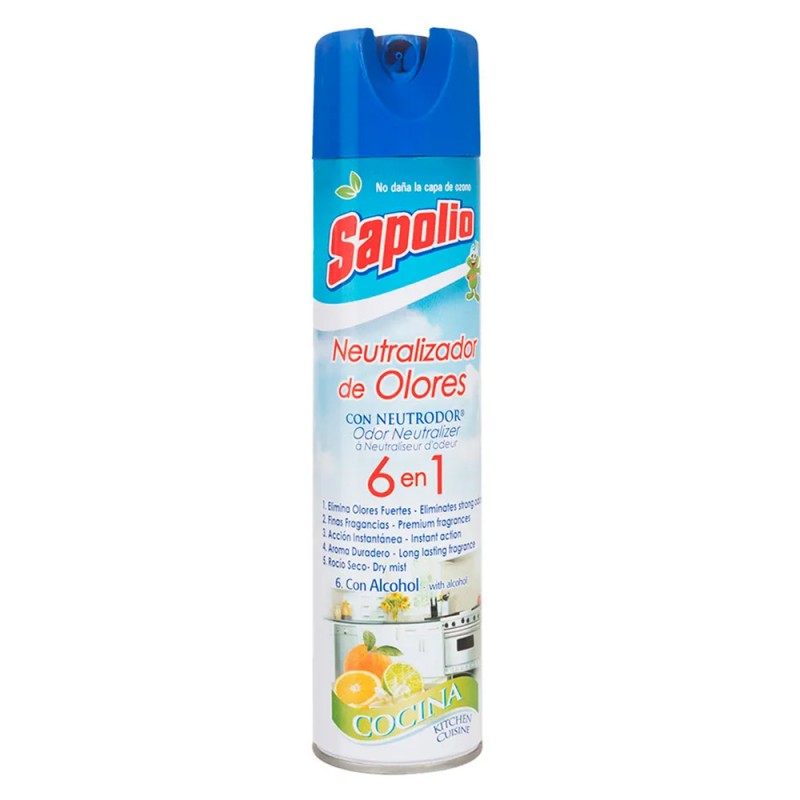 No daña la capa de ozono
Sapolio
Neutralizador
de Olores
CON NEUTRODOR®
Odor Neutralizer
à Neutraliseur d'odeur
6 en 1
1. Elimina Olores Fuertes - Eliminates strong
2. Finas Fragancias - Premium fragrances
3. Acción Instantánea - Instant action
4. Aroma Duradero - Long lasting fragrance
5. Rocío Seco- Dry mist
6. Con Alcohol - with alcohol
COCINA
KITCHEN
CUISINE